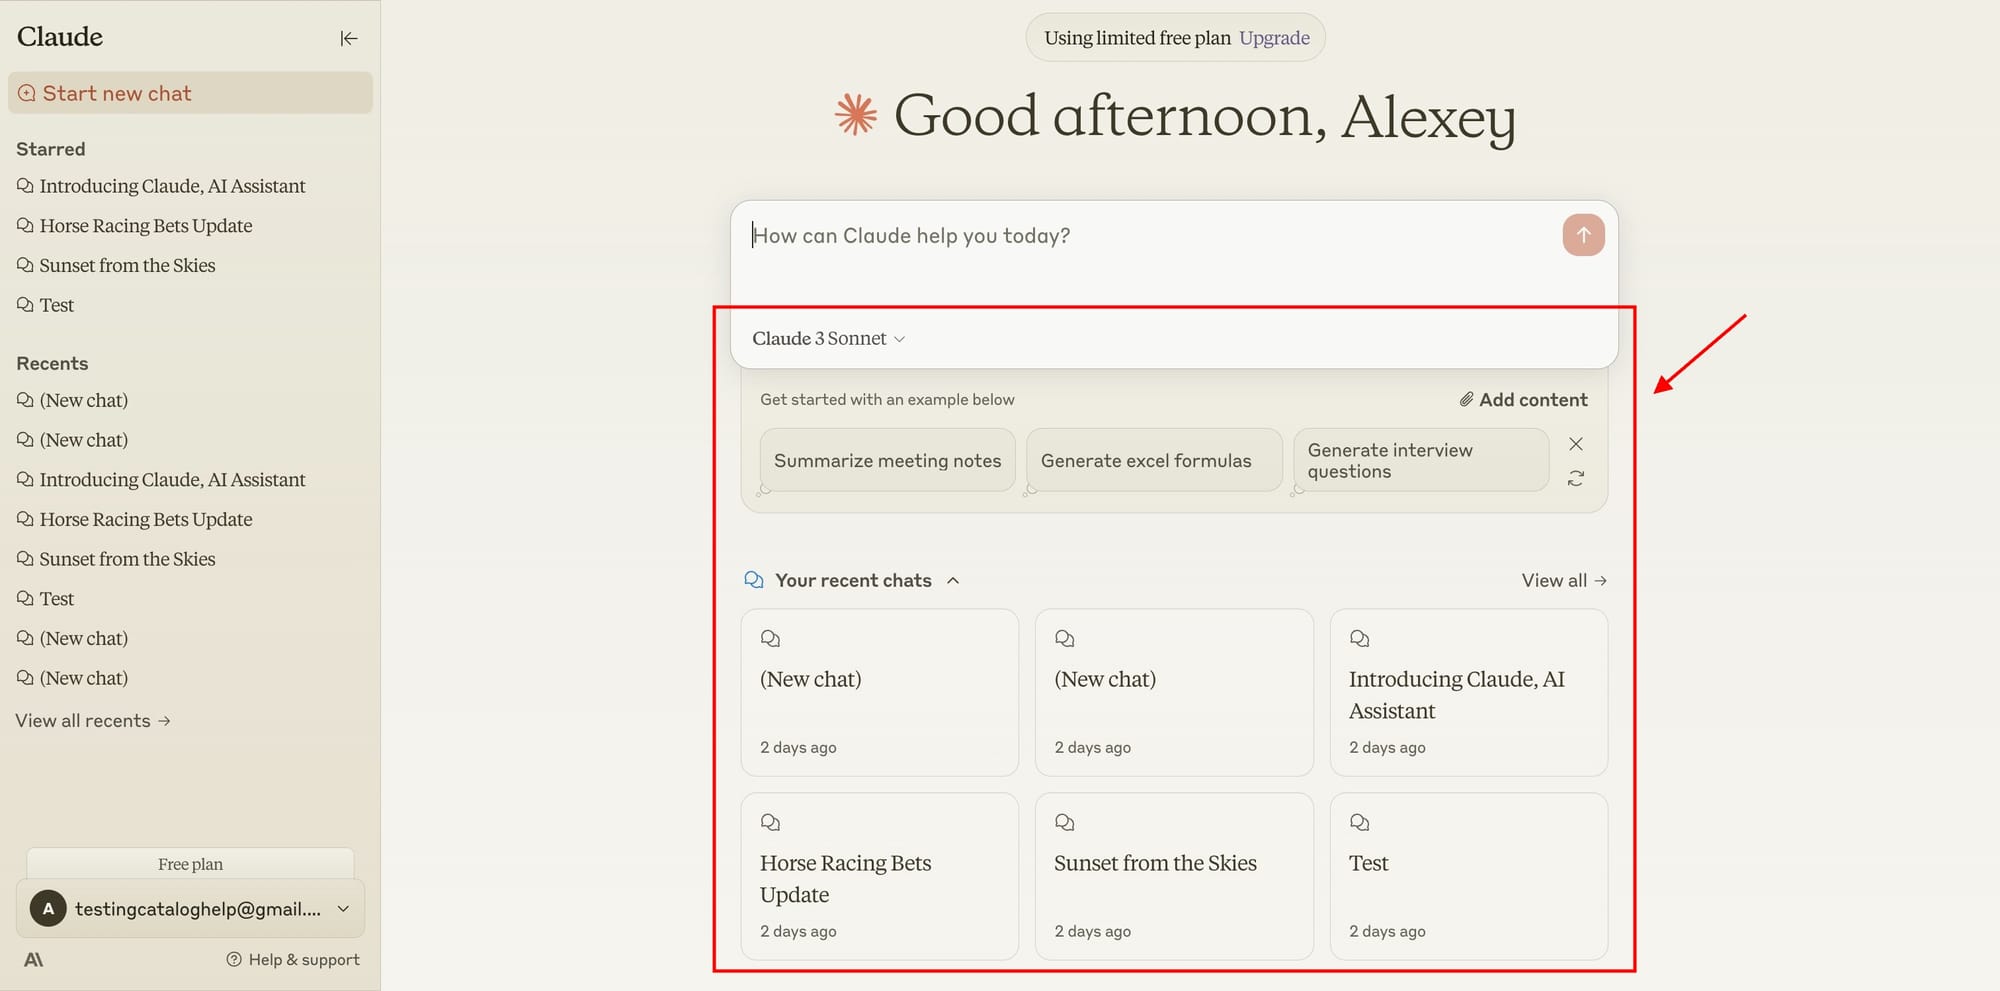 Claude
Start new chat
Starred
Introducing Claude, AI Assistant
Horse Racing Bets Update
Sunset from the Skies
Test
Recents
(New chat)
(New chat)
Introducing Claude, AI Assistant
Horse Racing Bets Update
Sunset from the Skies
Test
(New chat)
(New chat)
View all recents →
Free plan
A
testingcataloghelp@gmail....
A\
Help & support
Using limited free plan Upgrade
Good afternoon, Alexey
How can Claude help you today?
Claude 3 Sonnet
Get started with an example below
Add content
Summarize meeting notes
Generate excel formulas
Generate interview
questions
Your recent chats
View all →
(New chat)
2 days ago
(New chat)
2 days ago
Introducing Claude, AI
Assistant
2 days ago
Horse Racing Bets
Update
2 days ago
Sunset from the Skies
2 days ago
Test
2 days ago